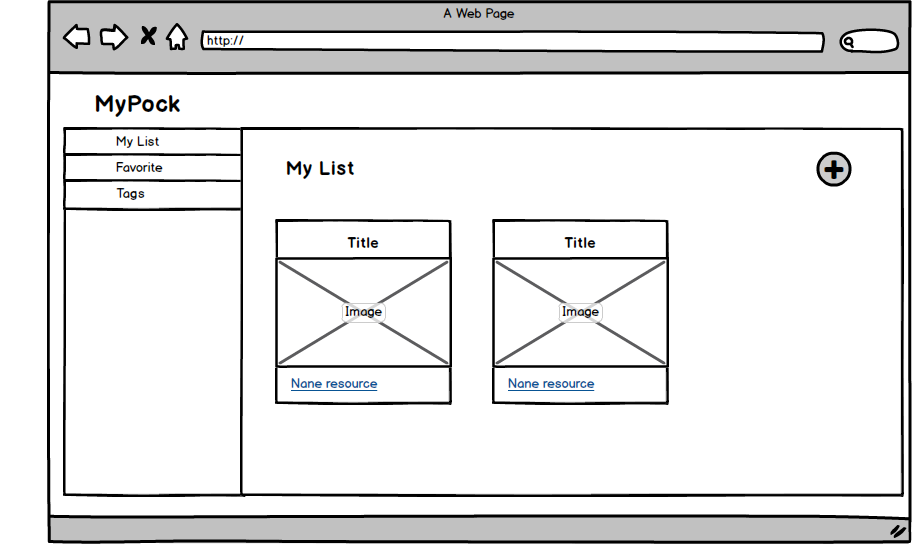 A Web Page
http://
MyPock
My List
Favorite
Tags
My List
Title
Image
Nane resource
Title
Image
Nane resource